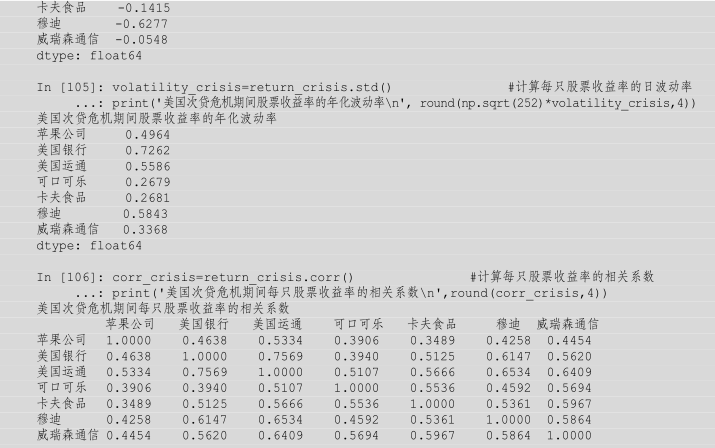 卡夫食品 -0.1415
穆迪 -0.6277
威瑞森通信 -0.0548
dtype: float64
In [105]: volatility_crisis=return_crisis.std() #计算每只股票收益率的日波动率
...: print('美国次贷危机期间股票收益率的年化波动率\n', round(np.sqrt(252)*volatility_crisis,4))
美国次贷危机期间股票收益率的年化波动率
苹果公司 0.4964
美国银行 0.7262
美国运通 0.5586
可口可乐 0.2679
卡夫食品 0.2681
穆迪 0.5843
威瑞森通信 0.3368
dtype: float64
In [106]: corr_crisis=return_crisis.corr() #计算每只股票收益率的相关系数
...: print('美国次贷危机期间每只股票收益率的相关系数\n',round(corr_crisis,4))
美国次贷危机期间每只股票收益率的相关系数
苹果公司 美国银行 美国运通 可口可乐 卡夫食品 穆迪 威瑞森通信
苹果公司 1.0000 0.4638 0.5334 0.3906 0.3489 0.4258 0.4454
美国银行 0.4638 1.0000 0.7569 0.3940 0.5125 0.6147 0.5620
美国运通 0.5334 0.7569 1.0000 0.5107 0.5666 0.6534 0.6409
可口可乐 0.3906 0.3940 0.5107 1.0000 0.5536 0.4592 0.5694
卡夫食品 0.3489 0.5125 0.5666 0.5536 1.0000 0.5361 0.5967
穆迪 0.4258 0.6147 0.6534 0.4592 0.5361 1.0000 0.5864
威瑞森通信 0.4454 0.5620 0.6409 0.5694 0.5967 0.5864 1.0000